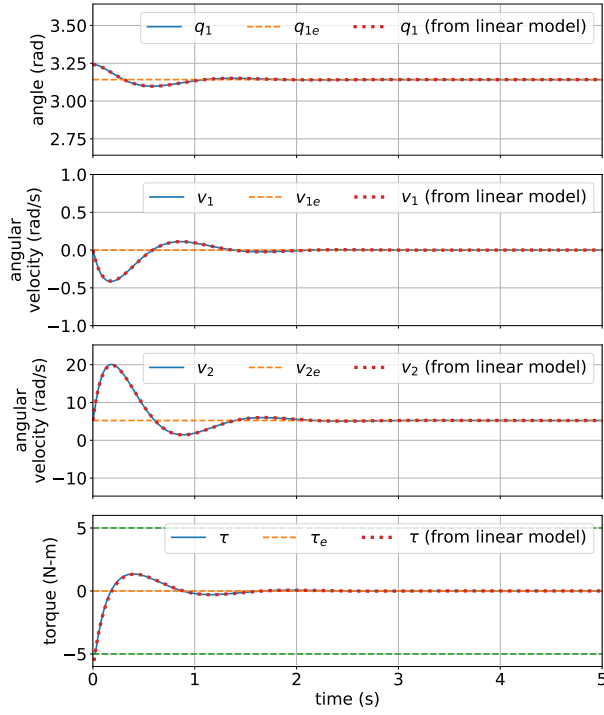 q₁ q₁ₑ q₁ (from linear model)
3.50
3.25
3.00
2.75
angle (rad)
v₁ v₁ₑ v₁ (from linear model)
1.0
0.5
0.0
−0.5
−1.0
angular
velocity (rad/s)
v₂ v₂ₑ v₂ (from linear model)
20
10
0
−10
angular
velocity (rad/s)
τ τₑ τ (from linear model)
5
0
−5
torque (N-m)
0 1 2 3 4 5
time (s)